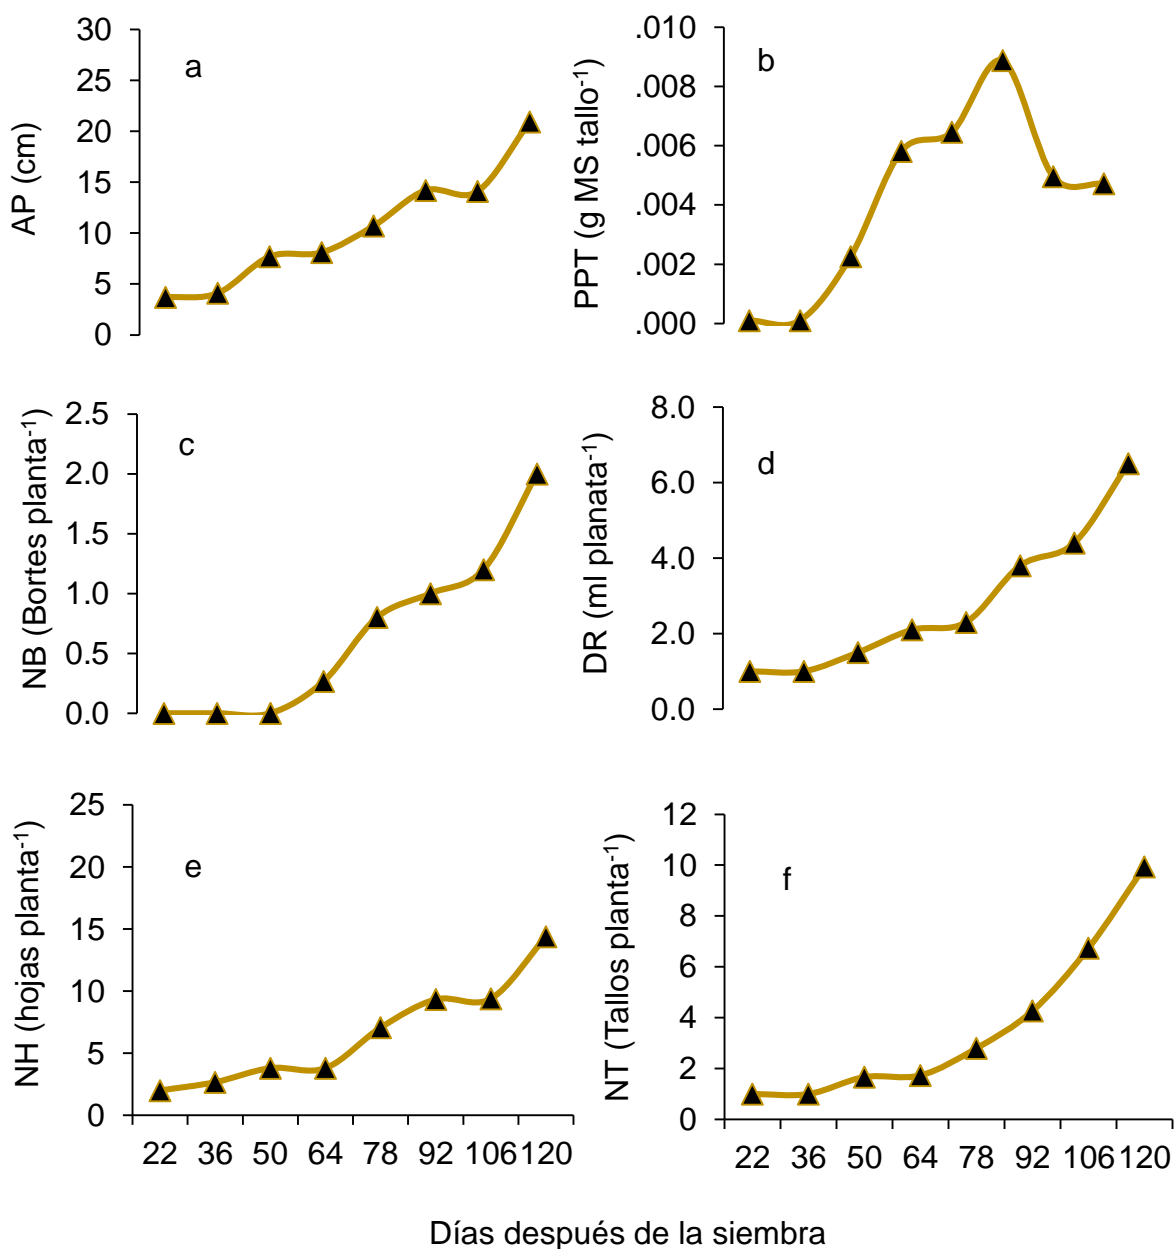 30
25
20
15
10
5
0
AP (cm)
a
.010
.008
.006
.004
.002
.000
PPT (g MS tallo-1)
b
2.5
2.0
1.5
1.0
0.5
0.0
NB (Bortes planta-1)
c
8.0
6.0
4.0
2.0
0.0
DR (ml planata-1)
d
25
20
15
10
5
0
NH (hojas planta-1)
e
22 36 50 64 78 92 106 120
12
10
8
6
4
2
0
NT (Tallos planta-1)
f
22 36 50 64 78 92 106 120
Días después de la siembra